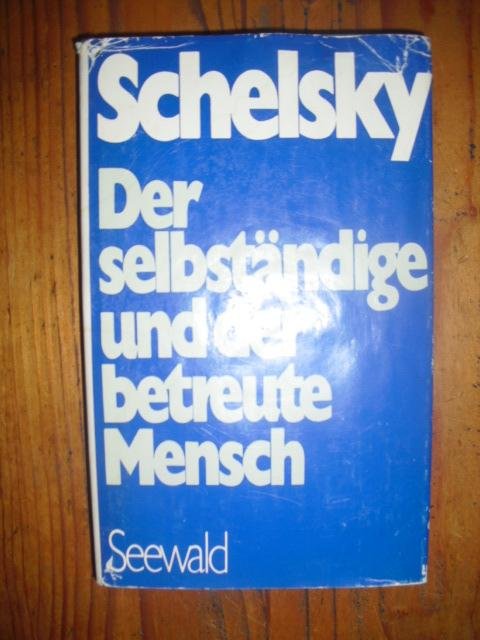 Schelsky
Der
selbständige
und der
betreute
Mensch
Seewald